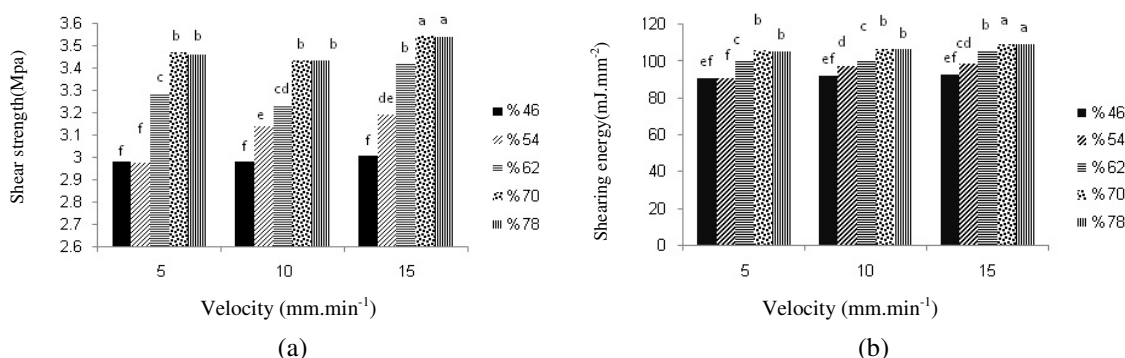 3.6
3.5
3.4
3.3
3.2
3.1
3
2.9
2.8
2.7
2.6
Shear strength(Mpa)
f f c b b
f e cd b b
f de b a a
5 10 15
Velocity (mm.min-1)
%46
%54
%62
%70
%78
(a)
120
100
80
60
40
20
0
Shearing energy(mJ.mm-2)
ef f c b b
ef d c b b
ef cd b a a
5 10 15
Velocity (mm.min-1)
%46
%54
%62
%70
%78
(b)